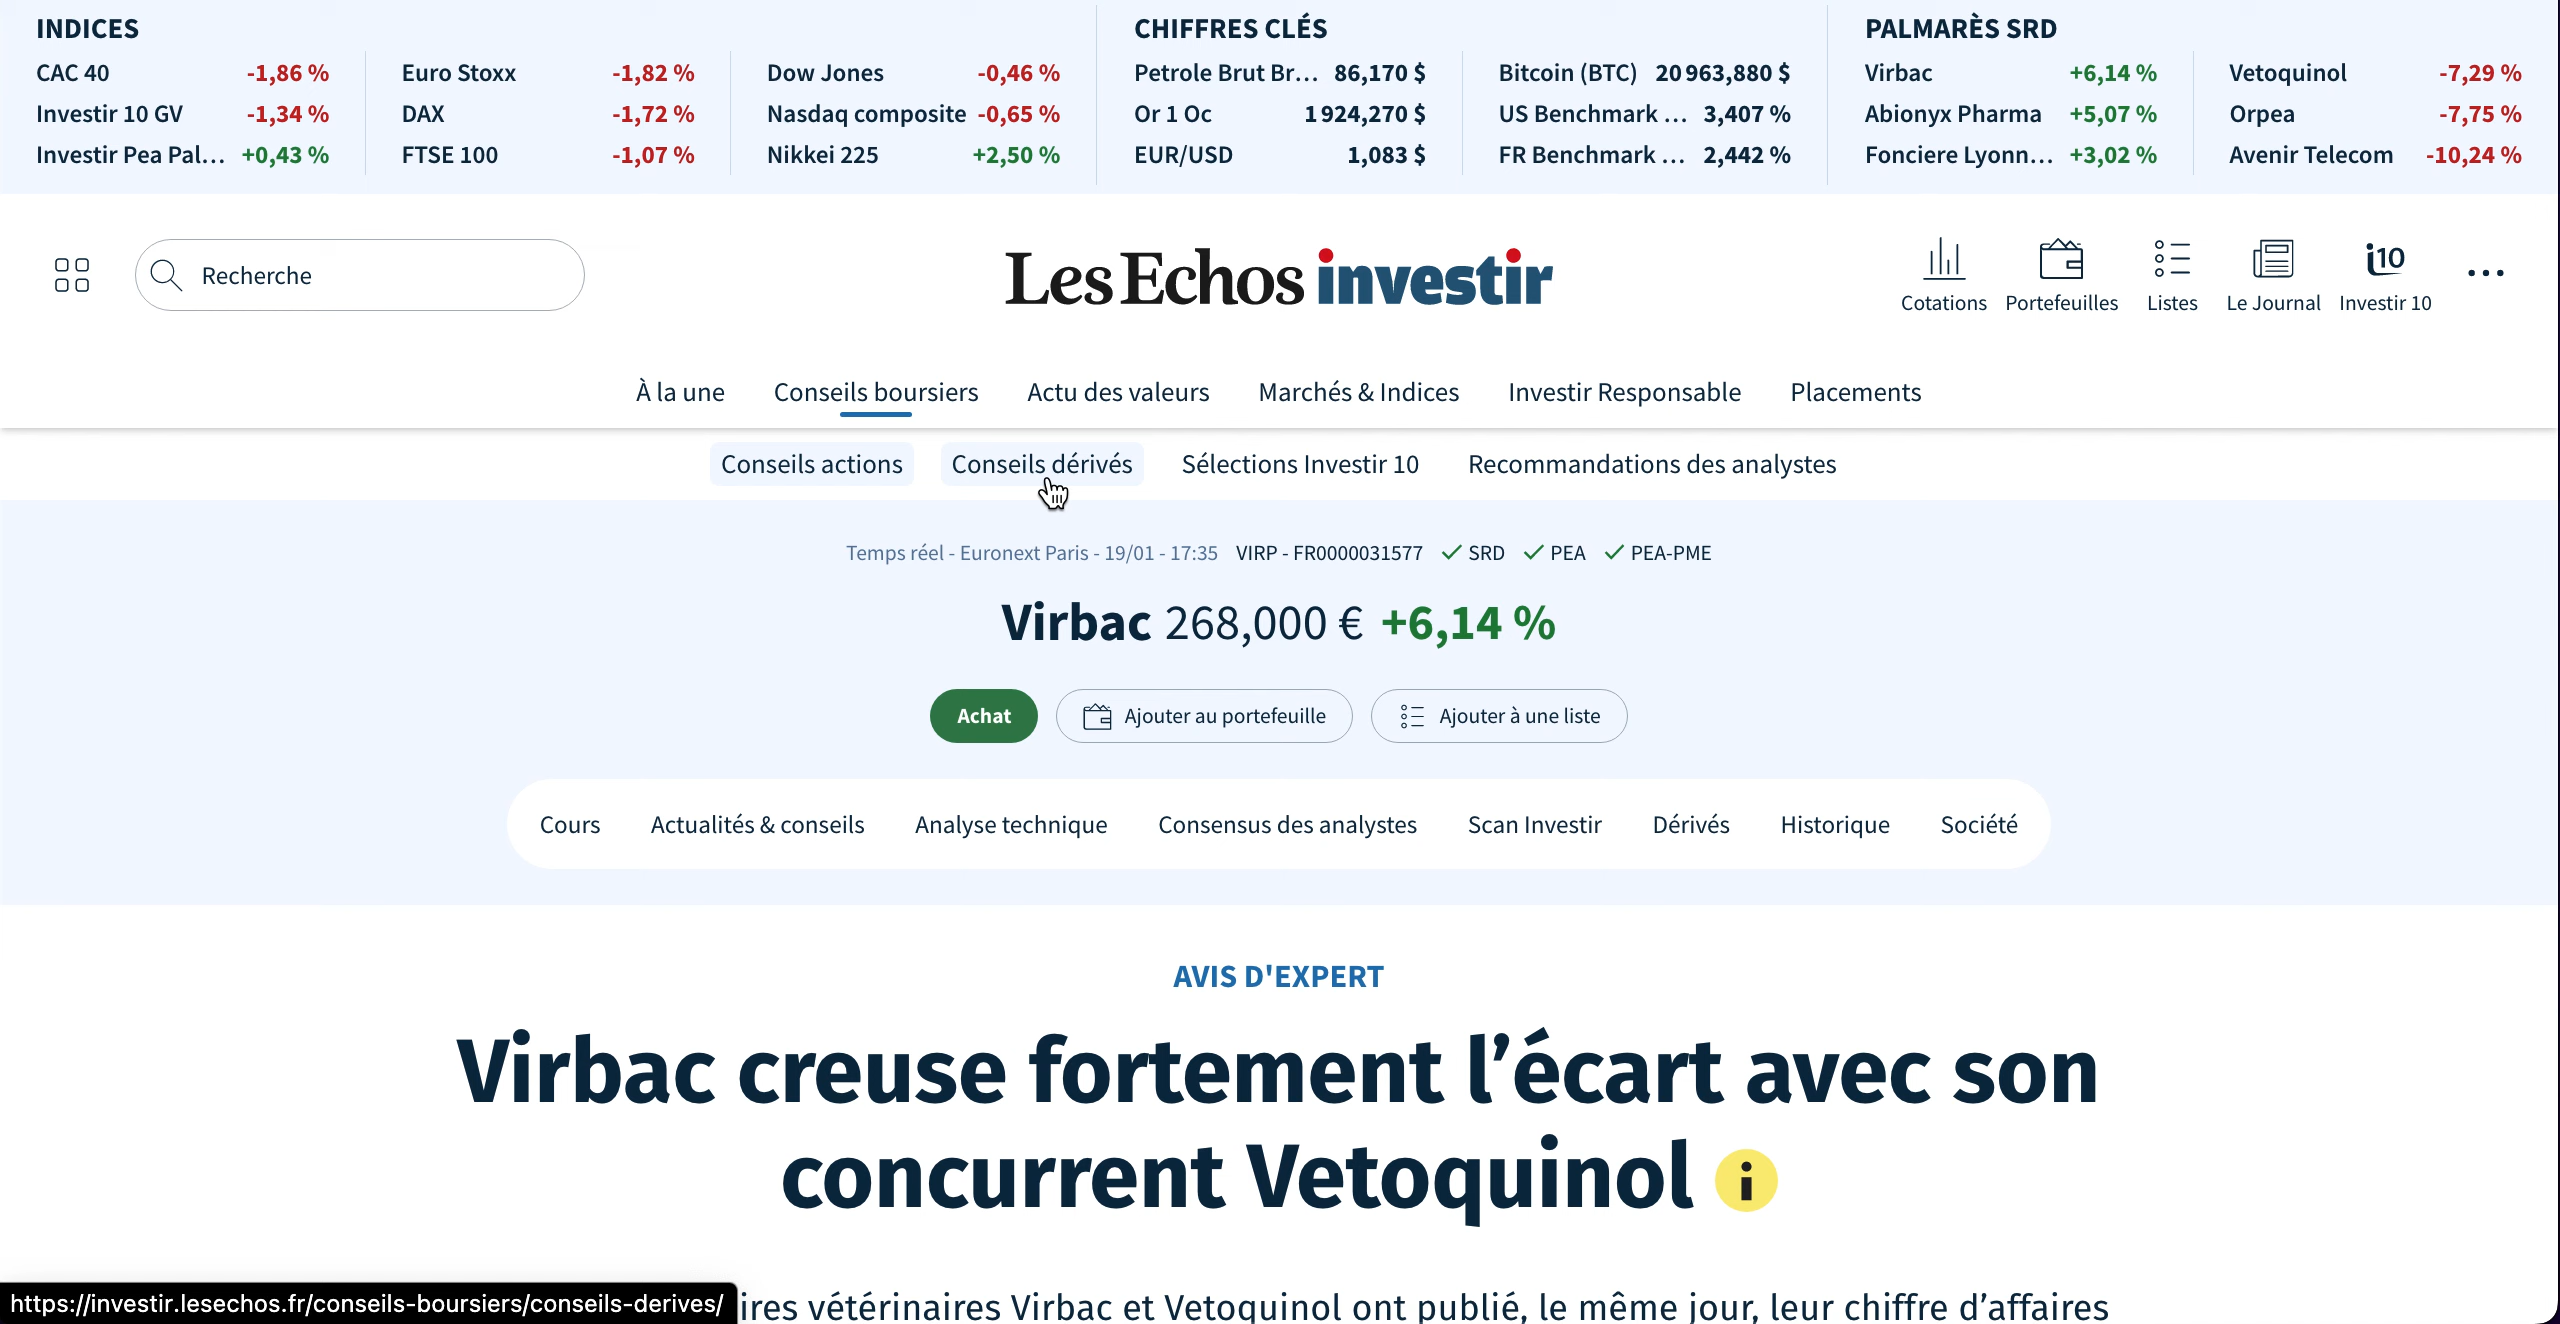 INDICES
CAC 40 -1,86 %
Investir 10 GV -1,34 %
Investir Pea Pal... +0,43 %
Euro Stoxx -1,82 %
DAX -1,72 %
FTSE 100 -1,07 %
Dow Jones -0,46 %
Nasdaq composite -0,65 %
Nikkei 225 +2,50 %
CHIFFRES CLÉS
Petrole Brut Br... 86,170 $
Or 1 Oc 1 924,270 $
EUR/USD 1,083 $
Bitcoin (BTC) 20 963,880 $
US Benchmark ... 3,407 %
FR Benchmark ... 2,442 %
PALMARÈS SRD
Virbac +6,14 %
Abionyx Pharma +5,07 %
Fonciere Lyonn... +3,02 %
Vetoquinol -7,29 %
Orpea -7,75 %
Avenir Telecom -10,24 %
Recherche
Les Echos investir
Cotations
Portefeuilles
Listes
Le Journal
i10
Investir 10
...
À la une Conseils boursiers Actu des valeurs Marchés & Indices Investir Responsable Placements
Conseils actions Conseils dérivés Sélections Investir 10 Recommandations des analystes
Temps réel - Euronext Paris - 19/01 - 17:35 VIRP - FR0000031577 ✓ SRD ✓ PEA ✓ PEA-PME
Virbac 268,000 € +6,14 %
Achat Ajouter au portefeuille Ajouter à une liste
Cours Actualités & conseils Analyse technique Consensus des analystes Scan Investir Dérivés Historique Société
AVIS D'EXPERT
Virbac creuse fortement l’écart avec son
concurrent Vetoquinol i
https://investir.lesechos.fr/conseils-boursiers/conseils-derives/
ires vétérinaires Virbac et Vetoquinol ont publié, le même jour, leur chiffre d’affaires